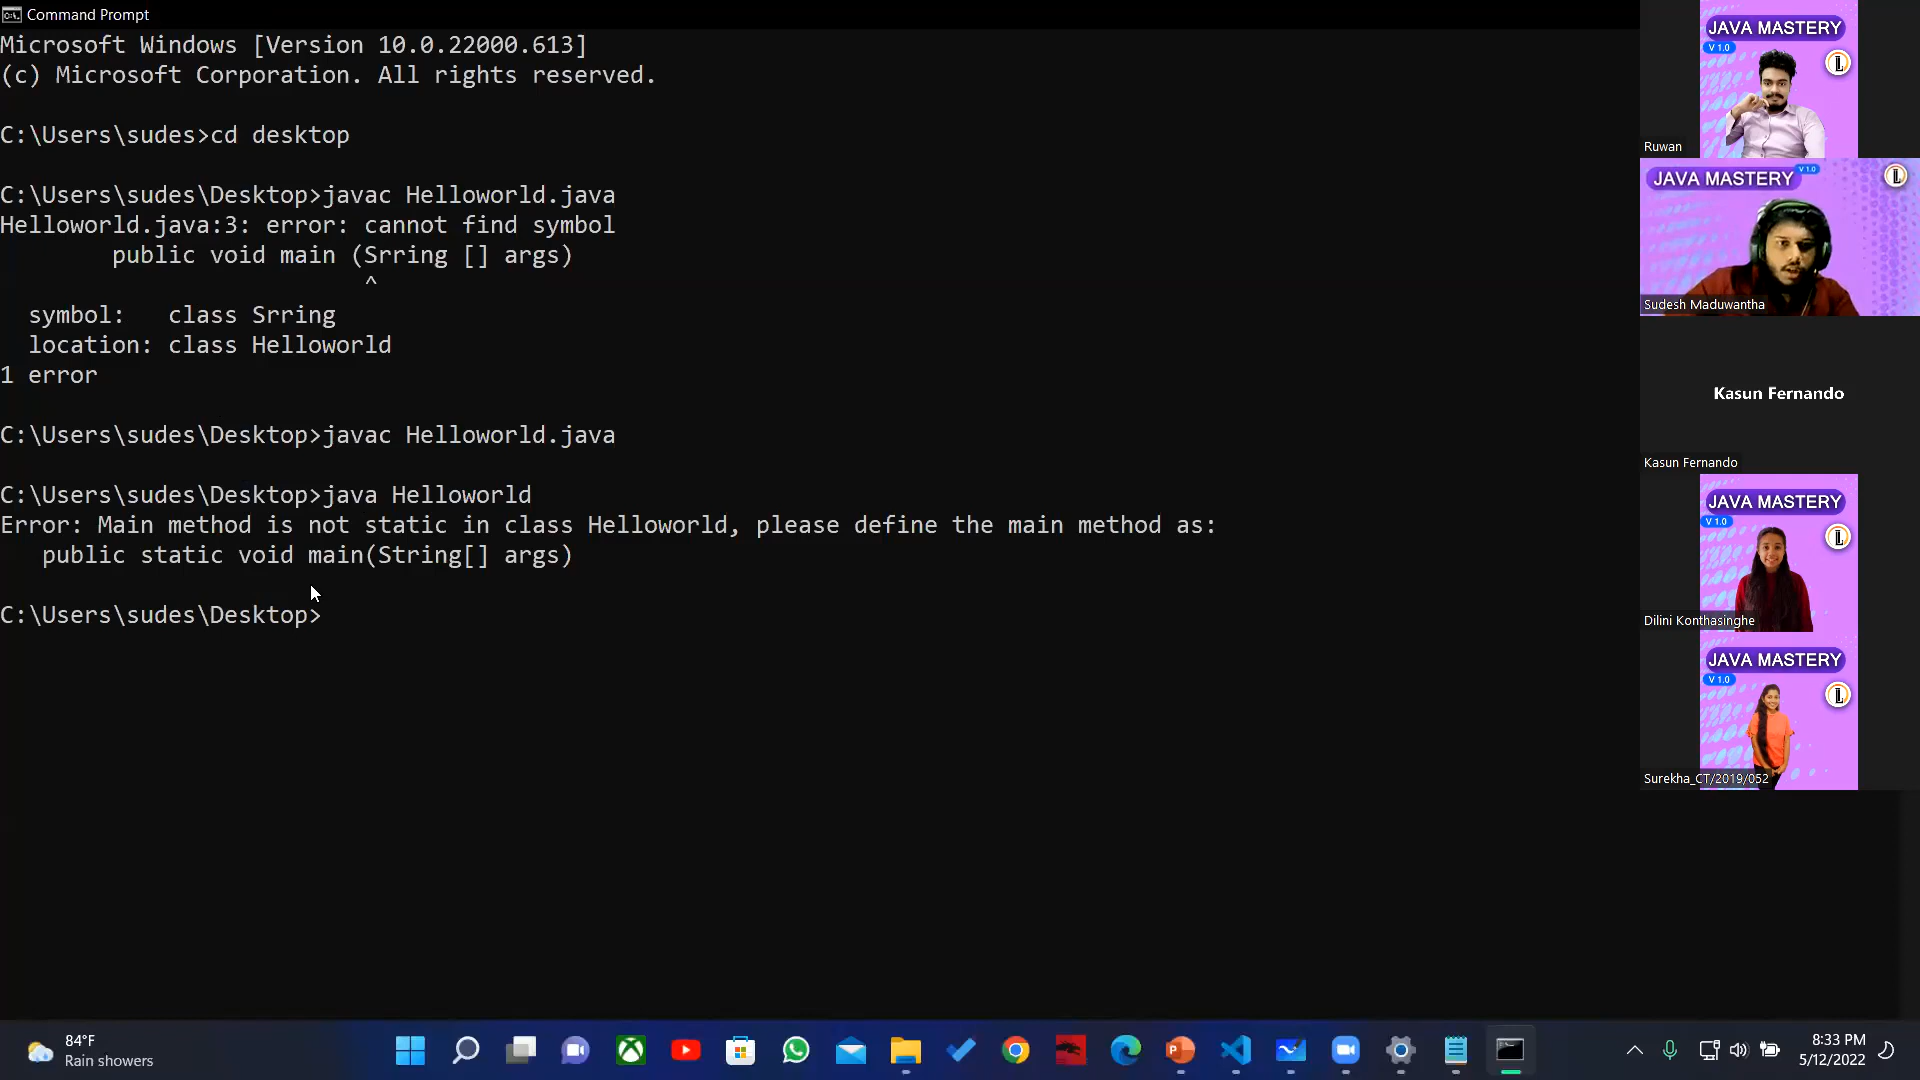 Command Prompt
Microsoft Windows [Version 10.0.22000.613]
(c) Microsoft Corporation. All rights reserved.
C:\Users\sudes>cd desktop
C:\Users\sudes\Desktop>javac Helloworld.java
Helloworld.java:3: error: cannot find symbol
public void main (Srring [] args)
^
symbol:   class Srring
location: class Helloworld
1 error
C:\Users\sudes\Desktop>javac Helloworld.java
C:\Users\sudes\Desktop>java Helloworld
Error: Main method is not static in class Helloworld, please define the main method as:
public static void main(String[] args)
C:\Users\sudes\Desktop>
JAVA MASTERY
V 1.0
Ruwan
JAVA MASTERY
V 1.0
Sudesh Maduwantha
Kasun Fernando
Kasun Fernando
JAVA MASTERY
V 1.0
Dilini Konthasinghe
JAVA MASTERY
V 1.0
Surekha_CT/2019/052
84°F
Rain showers
8:33 PM
5/12/2022